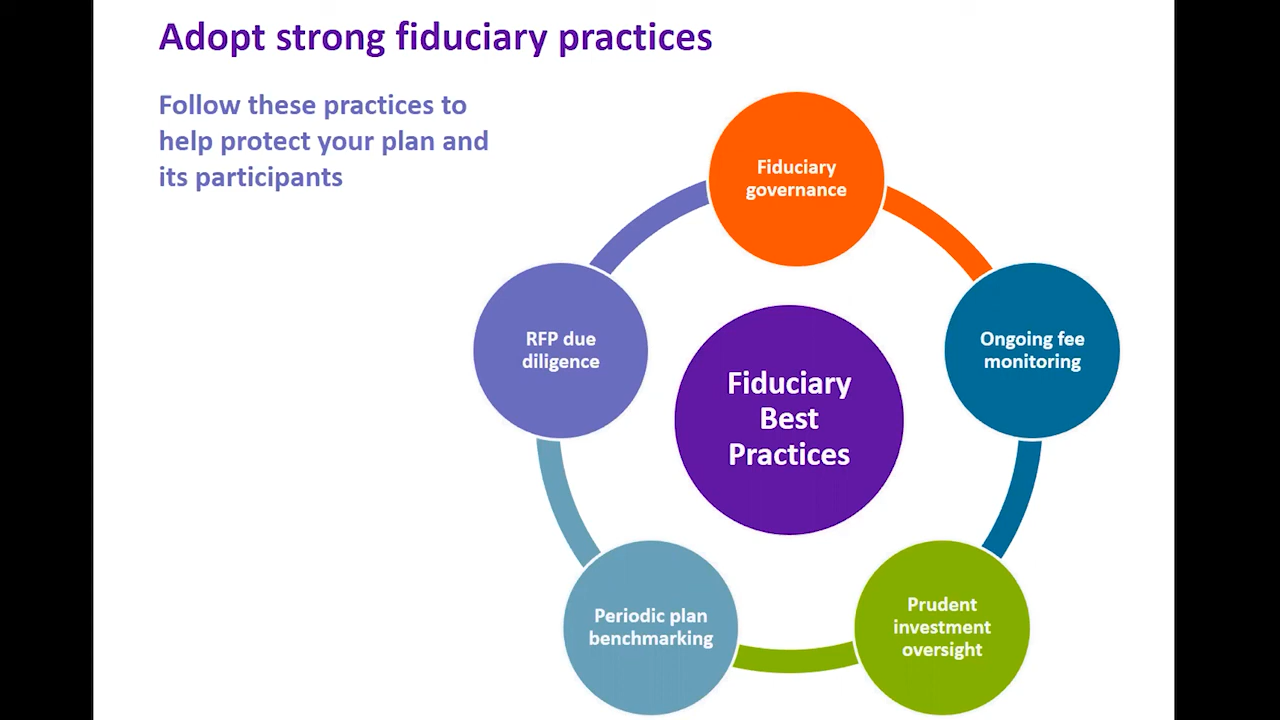 Adopt strong fiduciary practices
Follow these practices to
help protect your plan and
its participants
Fiduciary
governance
Ongoing fee
monitoring
Prudent
investment
oversight
Periodic plan
benchmarking
RFP due
diligence
Fiduciary
Best
Practices